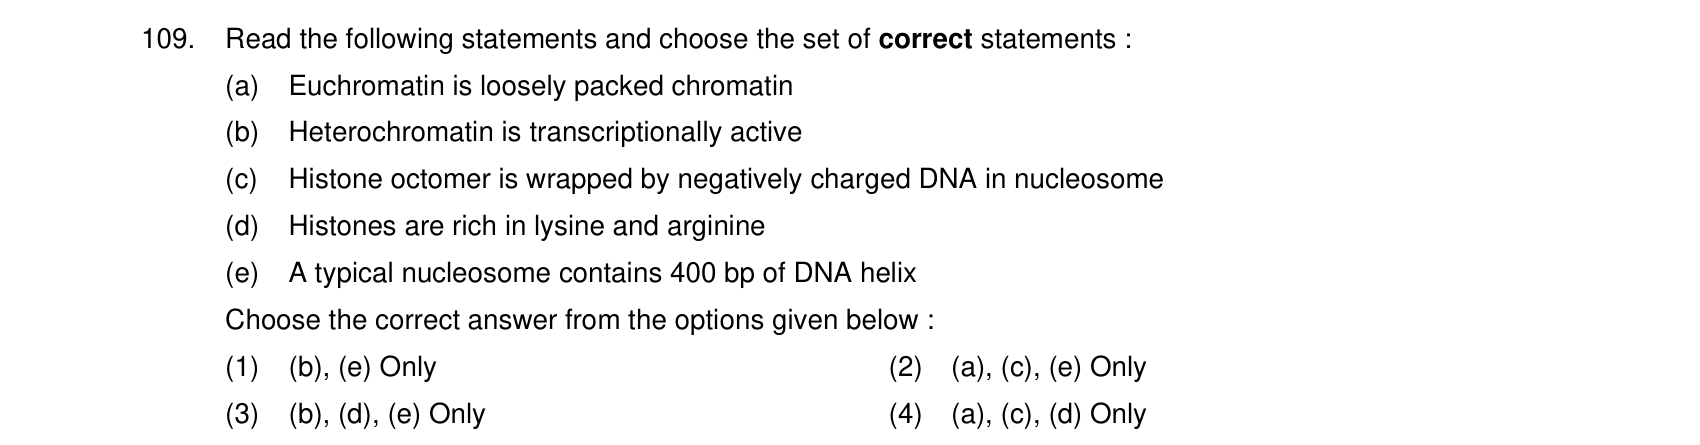 109. Read the following statements and choose the set of correct statements :
(a) Euchromatin is loosely packed chromatin
(b) Heterochromatin is transcriptionally active
(c) Histone octomer is wrapped by negatively charged DNA in nucleosome
(d) Histones are rich in lysine and arginine
(e) A typical nucleosome contains 400 bp of DNA helix
Choose the correct answer from the options given below :
(1) (b), (e) Only (2) (a), (c), (e) Only
(3) (b), (d), (e) Only (4) (a), (c), (d) Only